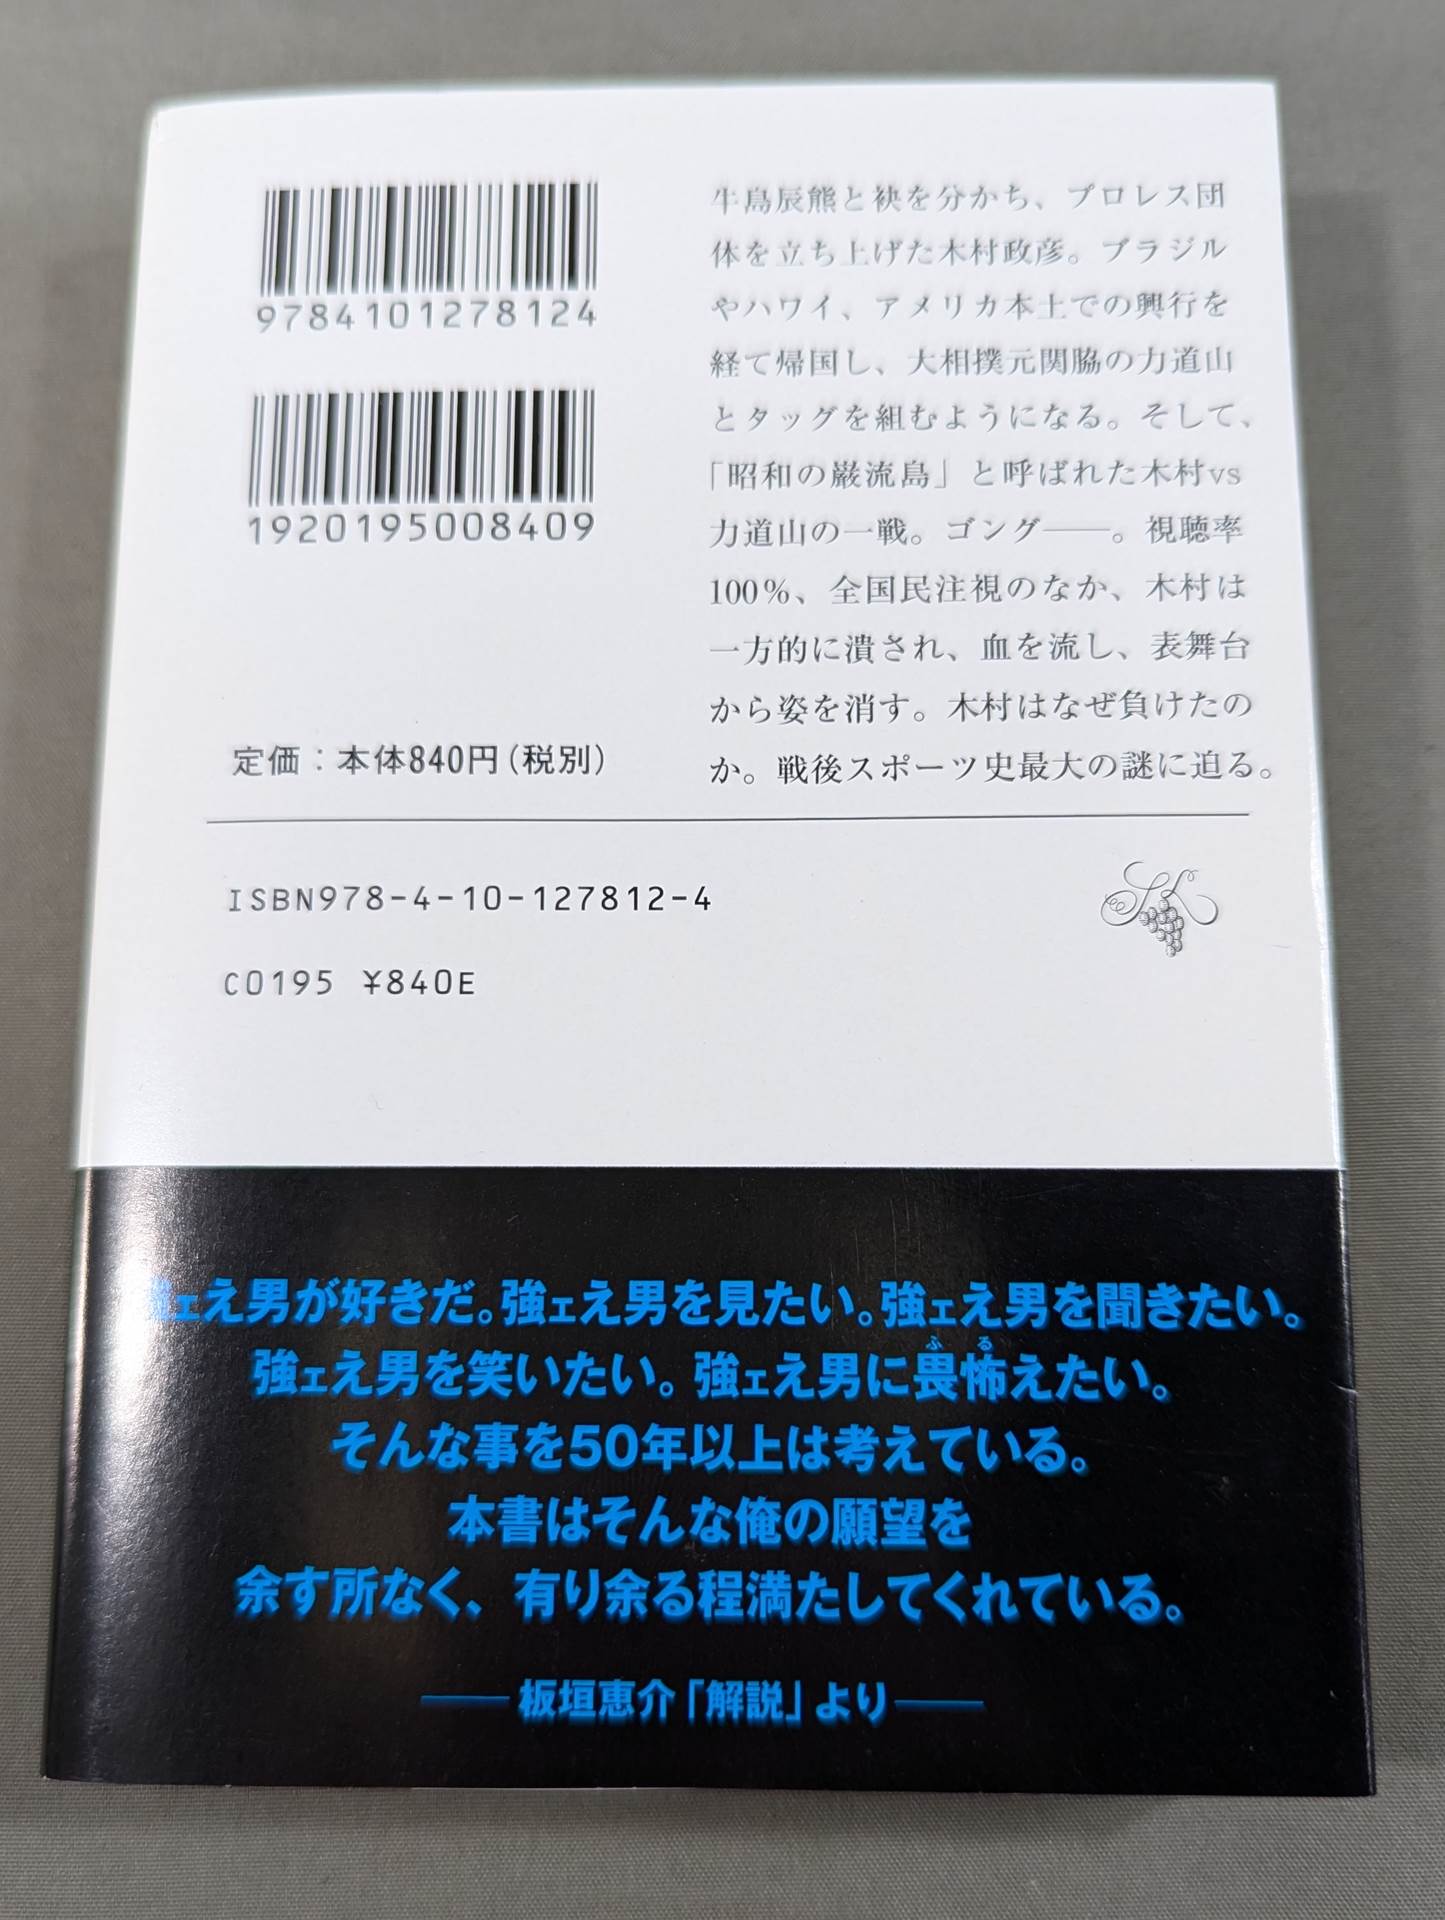 9784101278124
1920195008409
牛島辰熊と袂を分かち、プロレス団
体を立ち上げた木村政彦。ブラジル
やハワイ、アメリカ本土での興行を
経て帰国し、大相撲元関脇の力道山
とタッグを組むようになる。そして、
「昭和の巌流島」と呼ばれた木村vs
力道山の一戦。ゴング――。視聴率
100％、全国民注視のなか、木村は
一方的に潰され、血を流し、表舞台
から姿を消す。木村はなぜ負けたの
か。戦後スポーツ史最大の謎に迫る。
定価：本体840円（税別）
ISBN978-4-10-127812-4
C0195 ¥840E
強ェえ男が好きだ。強ェえ男を見たい。強ェえ男を聞きたい。
ふる
強ェえ男を笑いたい。強ェえ男に畏怖えたい。
そんな事を50年以上は考えている。
本書はそんな俺の願望を
余す所なく、有り余る程満たしてくれている。
――板垣恵介「解説」より――